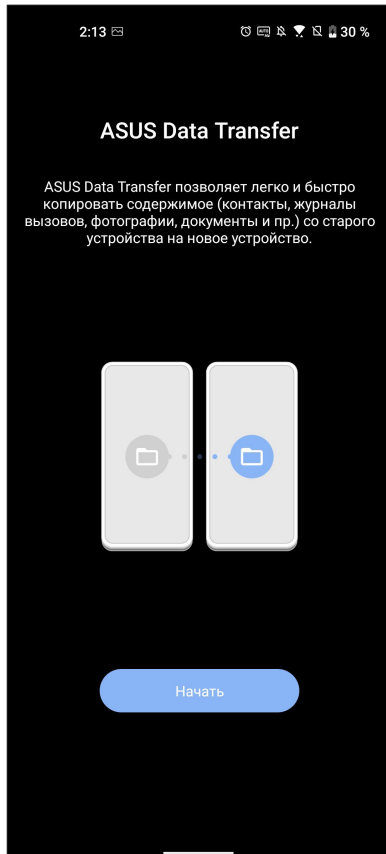 2:13 30 %
ASUS Data Transfer
ASUS Data Transfer позволяет легко и быстро
копировать содержимое (контакты, журналы
вызовов, фотографии, документы и пр.) со старого
устройства на новое устройство.
Начать